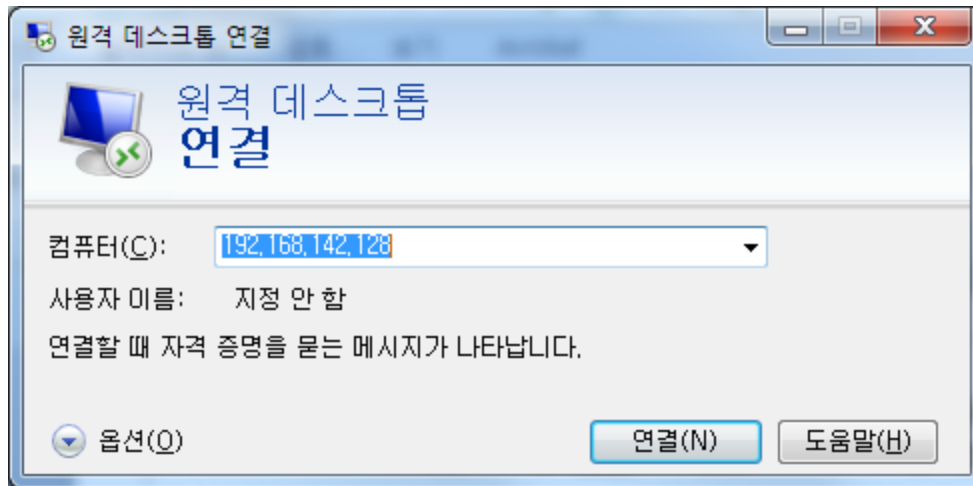 원격 데스크톱 연결
원격 데스크톱
연결
컴퓨터(C): 192.168.142.128
사용자 이름: 지정 안 함
연결할 때 자격 증명을 묻는 메시지가 나타납니다.
옵션(O) 연결(N) 도움말(H)